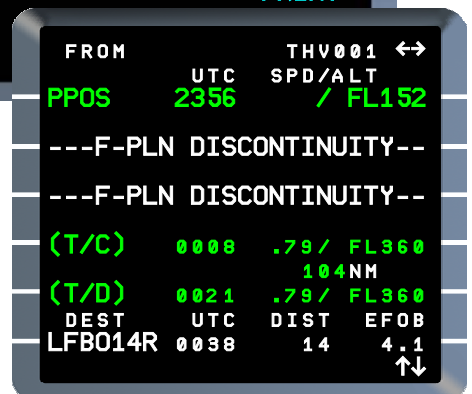 FROM THV001 ←→
UTC SPD/ALT
PPOS 2356 / FL152
---F-PLN DISCONTINUITY--
---F-PLN DISCONTINUITY--
(T/C) 0008 .79/ FL360
104NM
(T/D) 0021 .79/ FL360
DEST UTC DIST EFOB
LFBO14R 0038 14 4.1
↑↓